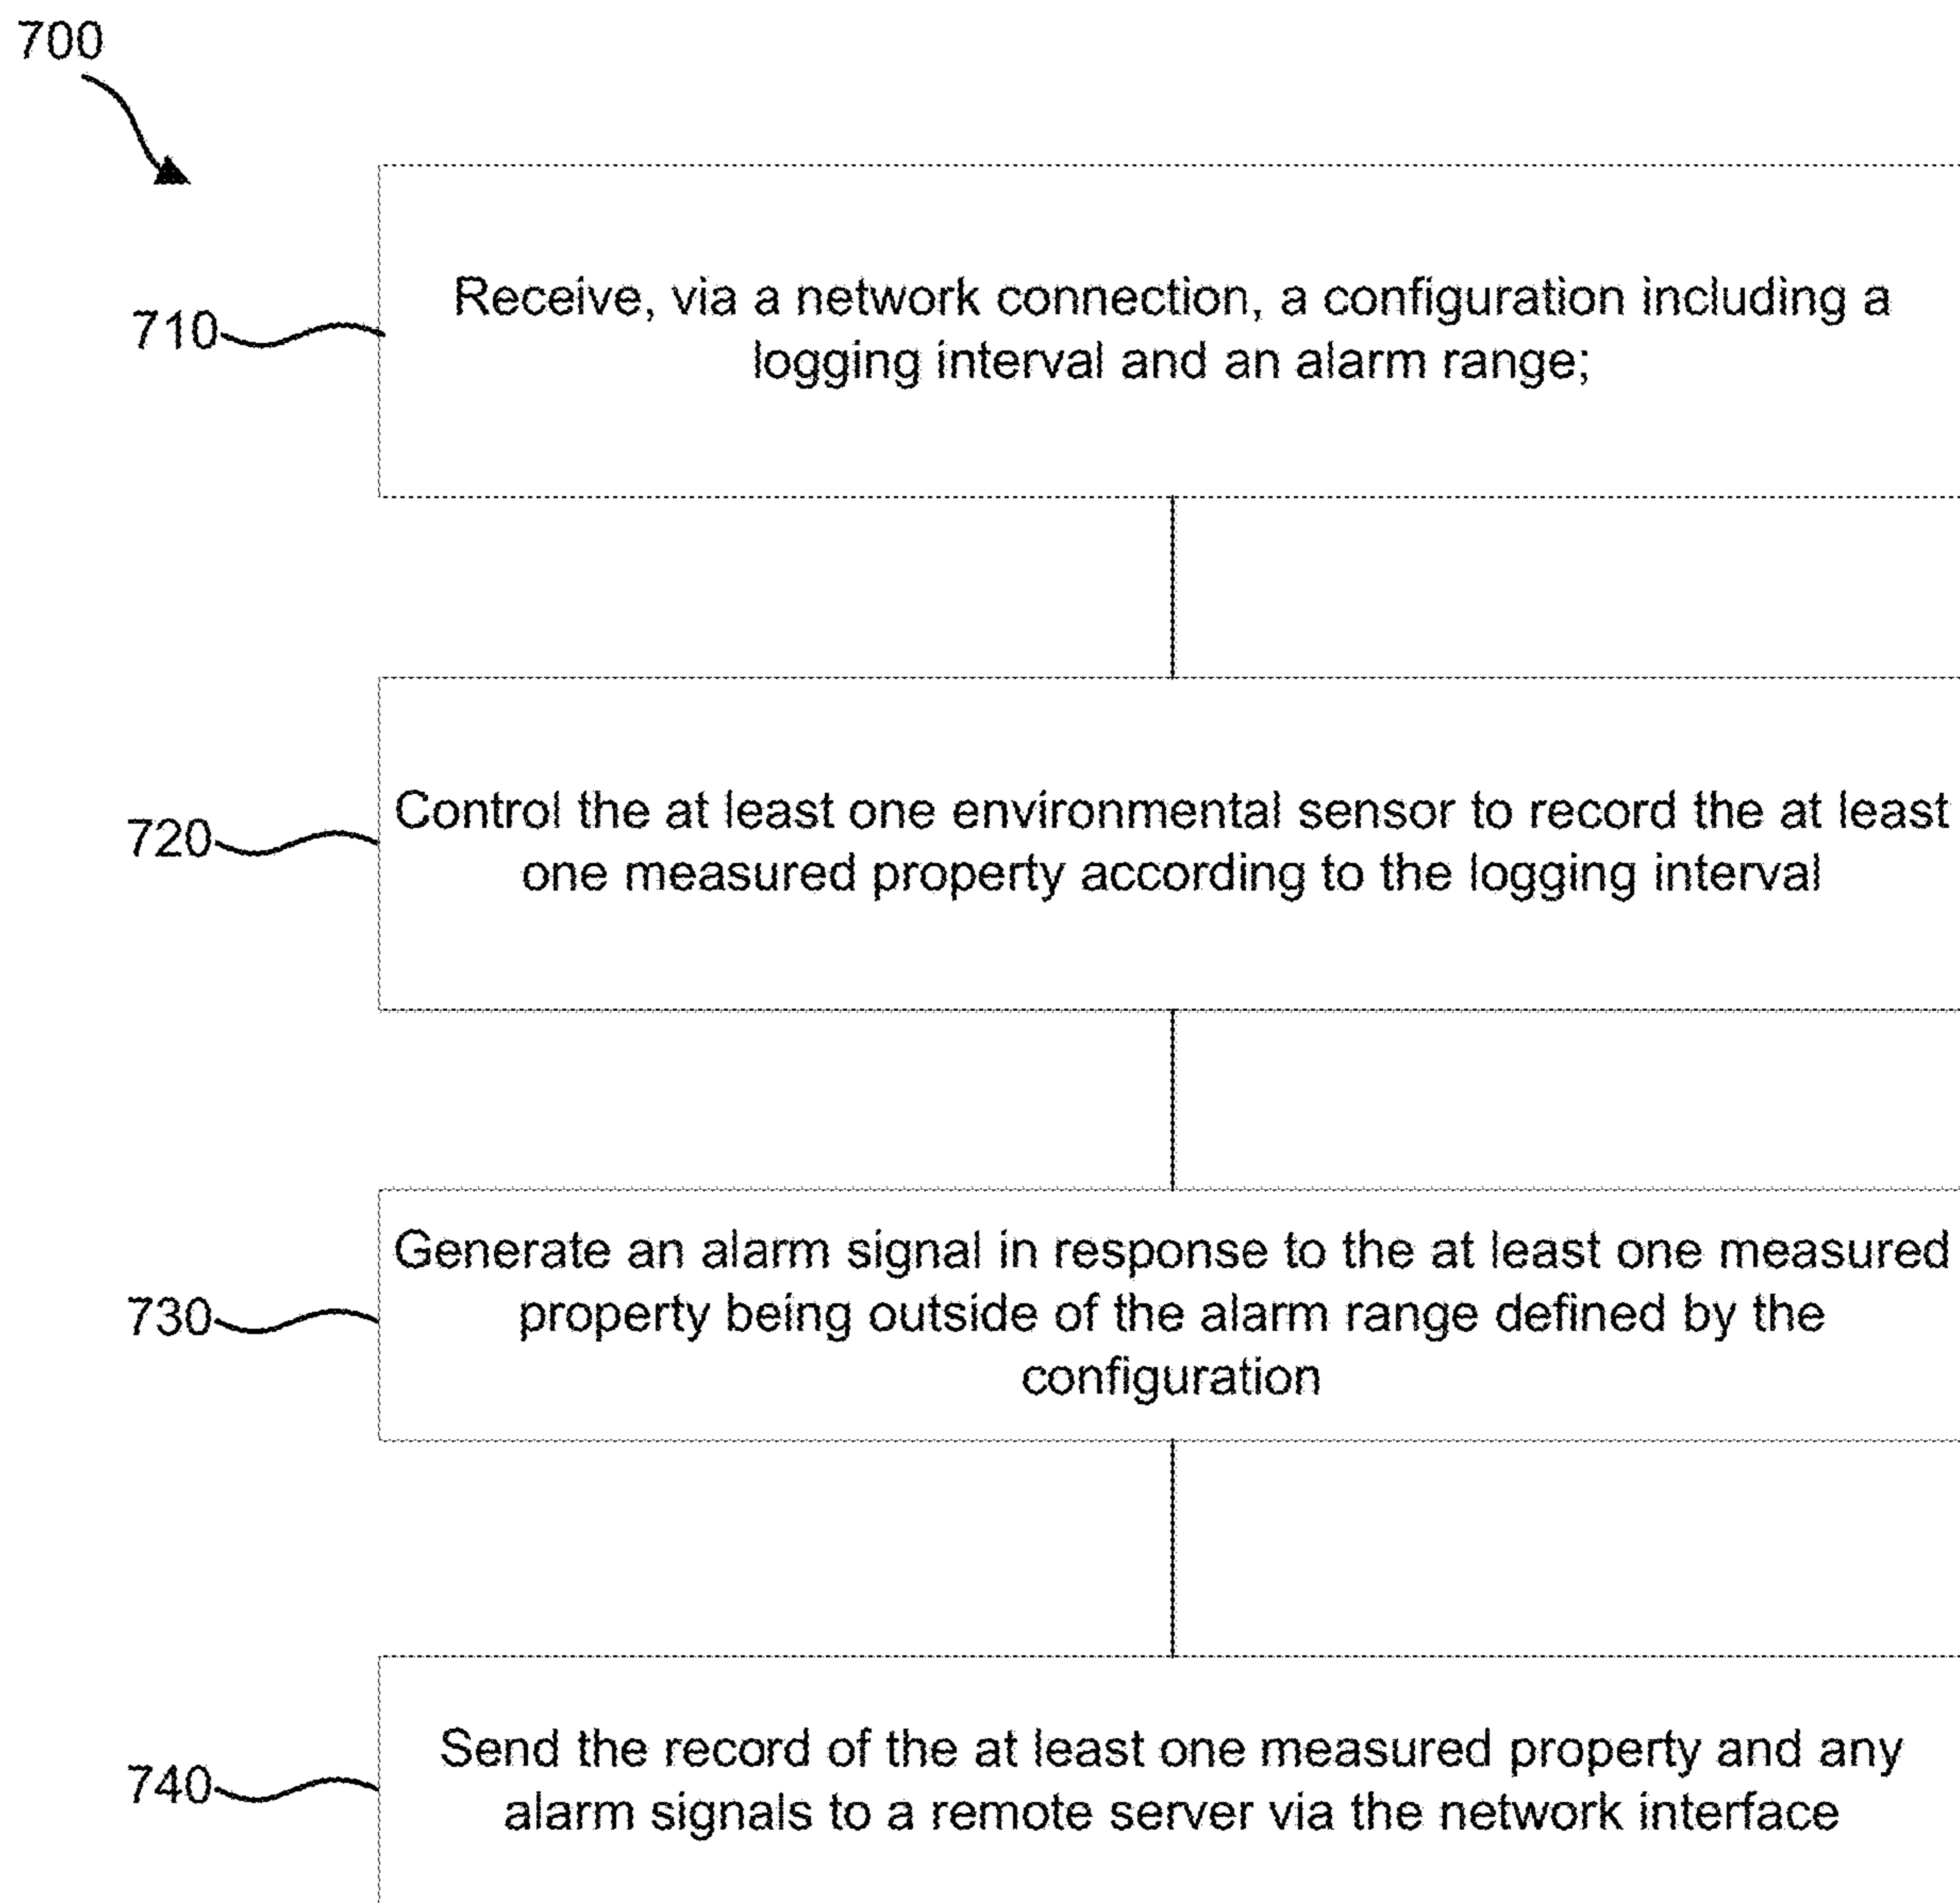 700
710
Receive, via a network connection, a configuration including a
logging interval and an alarm range;
720
Control the at least one environmental sensor to record the at least
one measured property according to the logging interval
730
Generate an alarm signal in response to the at least one measured
property being outside of the alarm range defined by the
configuration
740
Send the record of the at least one measured property and any
alarm signals to a remote server via the network interface